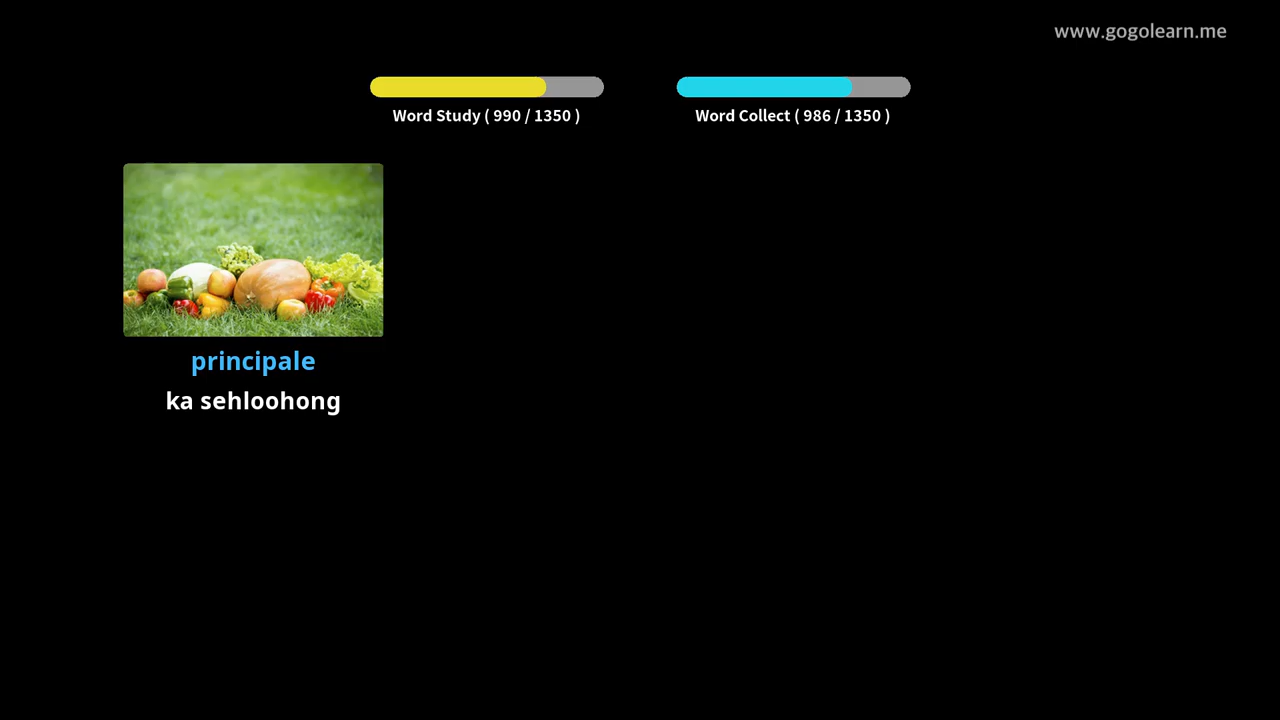 www.gogolearn.me
Word Study ( 990 / 1350 )
Word Collect ( 986 / 1350 )
principale
ka sehloohong